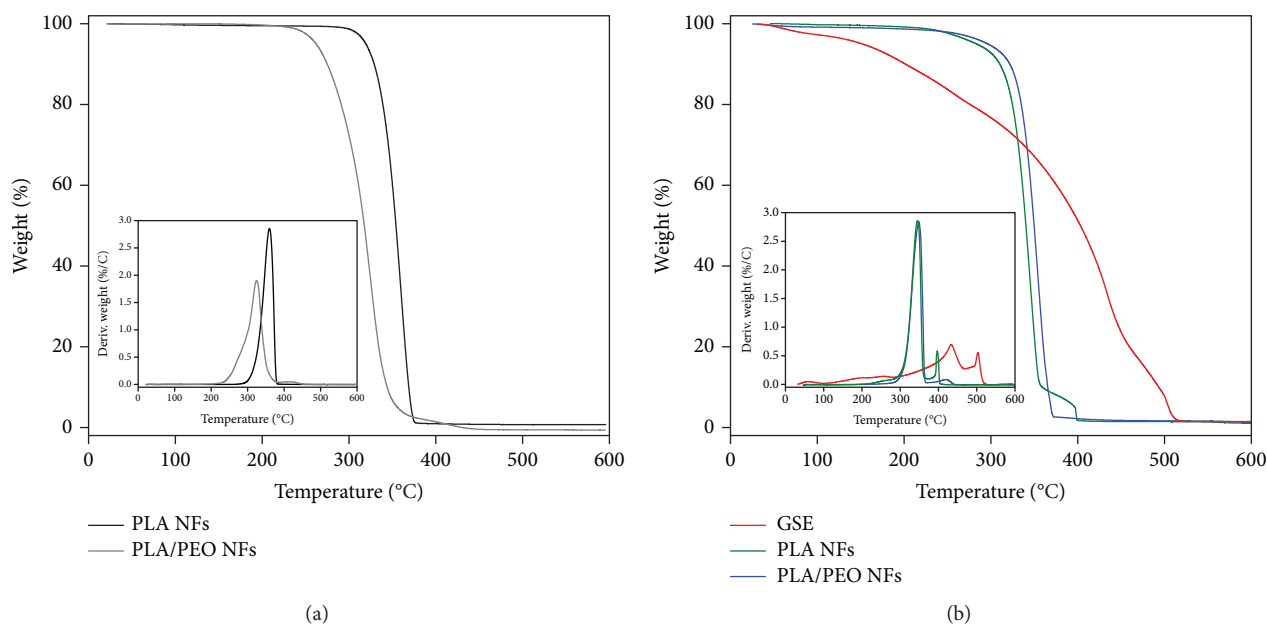 100
80
60
40
20
0
Weight (%)
0 100 200 300 400 500 600
Temperature (°C)
3.0
2.5
2.0
1.5
1.0
0.5
0.0
Deriv. weight (%/C)
0 100 200 300 400 500 600
Temperature (°C)
PLA NFs
PLA/PEO NFs
(a)
100
80
60
40
20
0
Weight (%)
0 100 200 300 400 500 600
Temperature (°C)
3.0
2.5
2.0
1.5
1.0
0.5
0.0
Deriv. weight (%/C)
0 100 200 300 400 500 600
Temperature (°C)
GSE
PLA NFs
PLA/PEO NFs
(b)